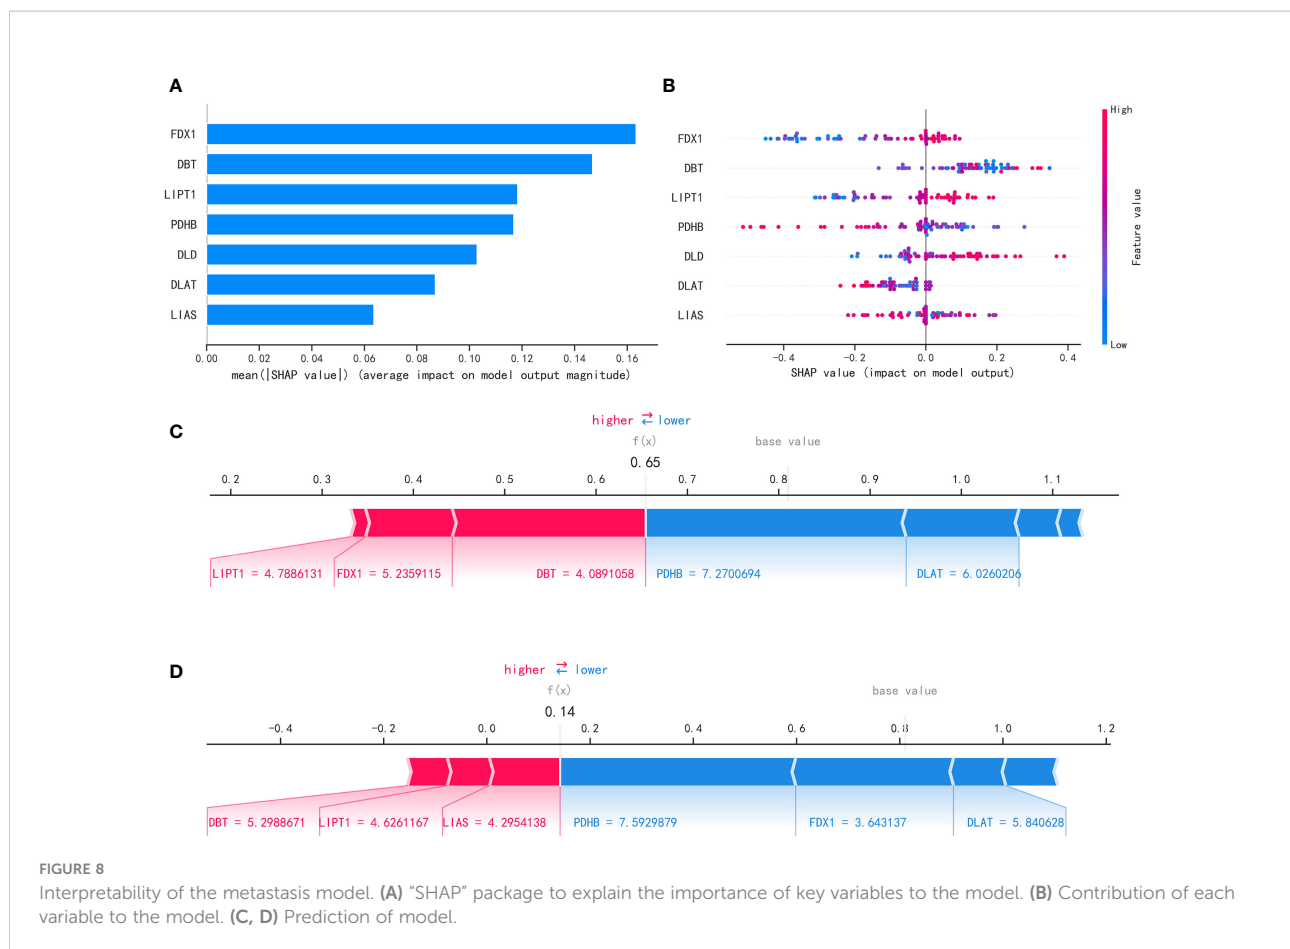 A
FDX1
DBT
LIPT1
PDHB
DLD
DLAT
LIAS
0.00 0.02 0.04 0.06 0.08 0.10 0.12 0.14 0.16
mean(|SHAP value|) (average impact on model output magnitude)
B
High
FDX1
DBT
LIPT1
PDHB
DLD
DLAT
LIAS
Feature value
Low
−0.4 −0.2 0.0 0.2 0.4
SHAP value (impact on model output)
C
higher ⇄ lower
f(x) base value
0.65
0.2 0.3 0.4 0.5 0.6 0.7 0.8 0.9 1.0 1.1
LIPT1 = 4.7886131 FDX1 = 5.2359115 DBT = 4.0891058 PDHB = 7.2700694 DLAT = 6.0260206
D
higher ⇄ lower
f(x) base value
0.14
-0.4 -0.2 0.0 0.2 0.4 0.6 0.8 1.0 1.2
DBT = 5.2988671 LIPT1 = 4.6261167 LIAS = 4.2954138 PDHB = 7.5929879 FDX1 = 3.643137 DLAT = 5.840628
FIGURE 8
Interpretability of the metastasis model. (A) “SHAP” package to explain the importance of key variables to the model. (B) Contribution of each
variable to the model. (C, D) Prediction of model.